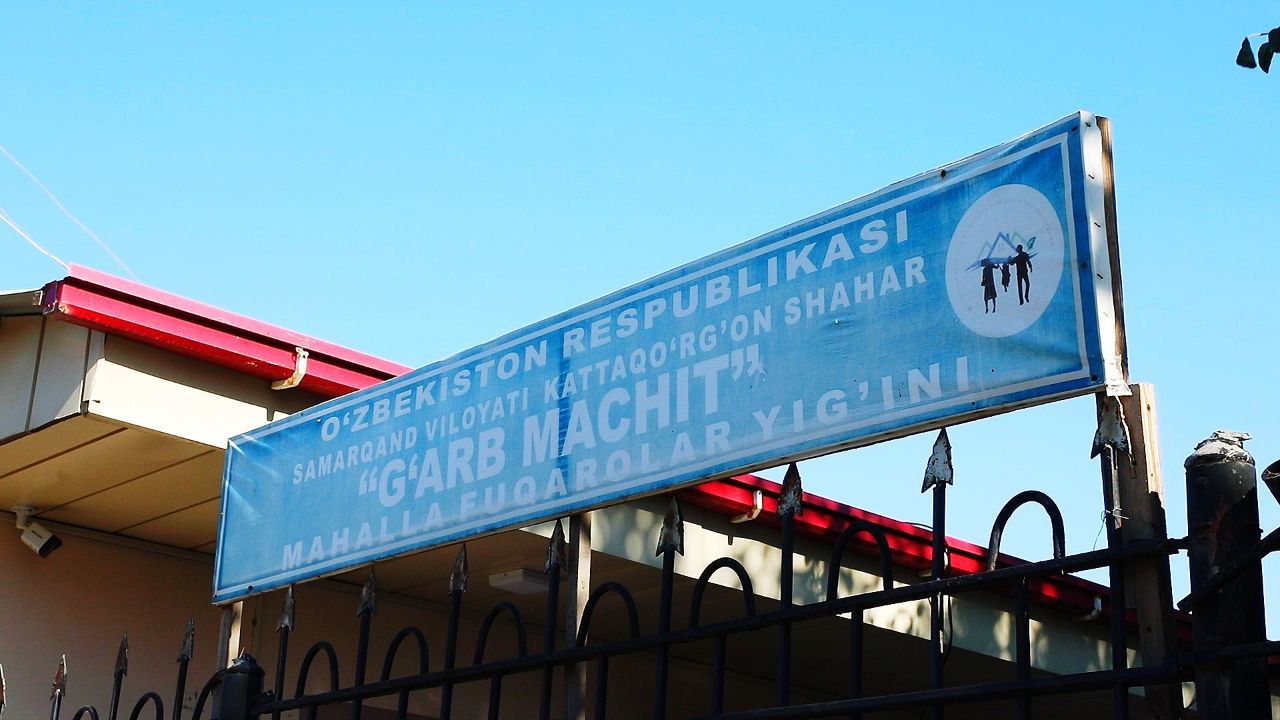 O‘ZBEKISTON RESPUBLIKASI
SAMARQAND VILOYATI KATTAQO‘RG’ON SHAHAR
“G‘ARB MACHIT”
MAHALLA FUQAROLAR YIG’INI